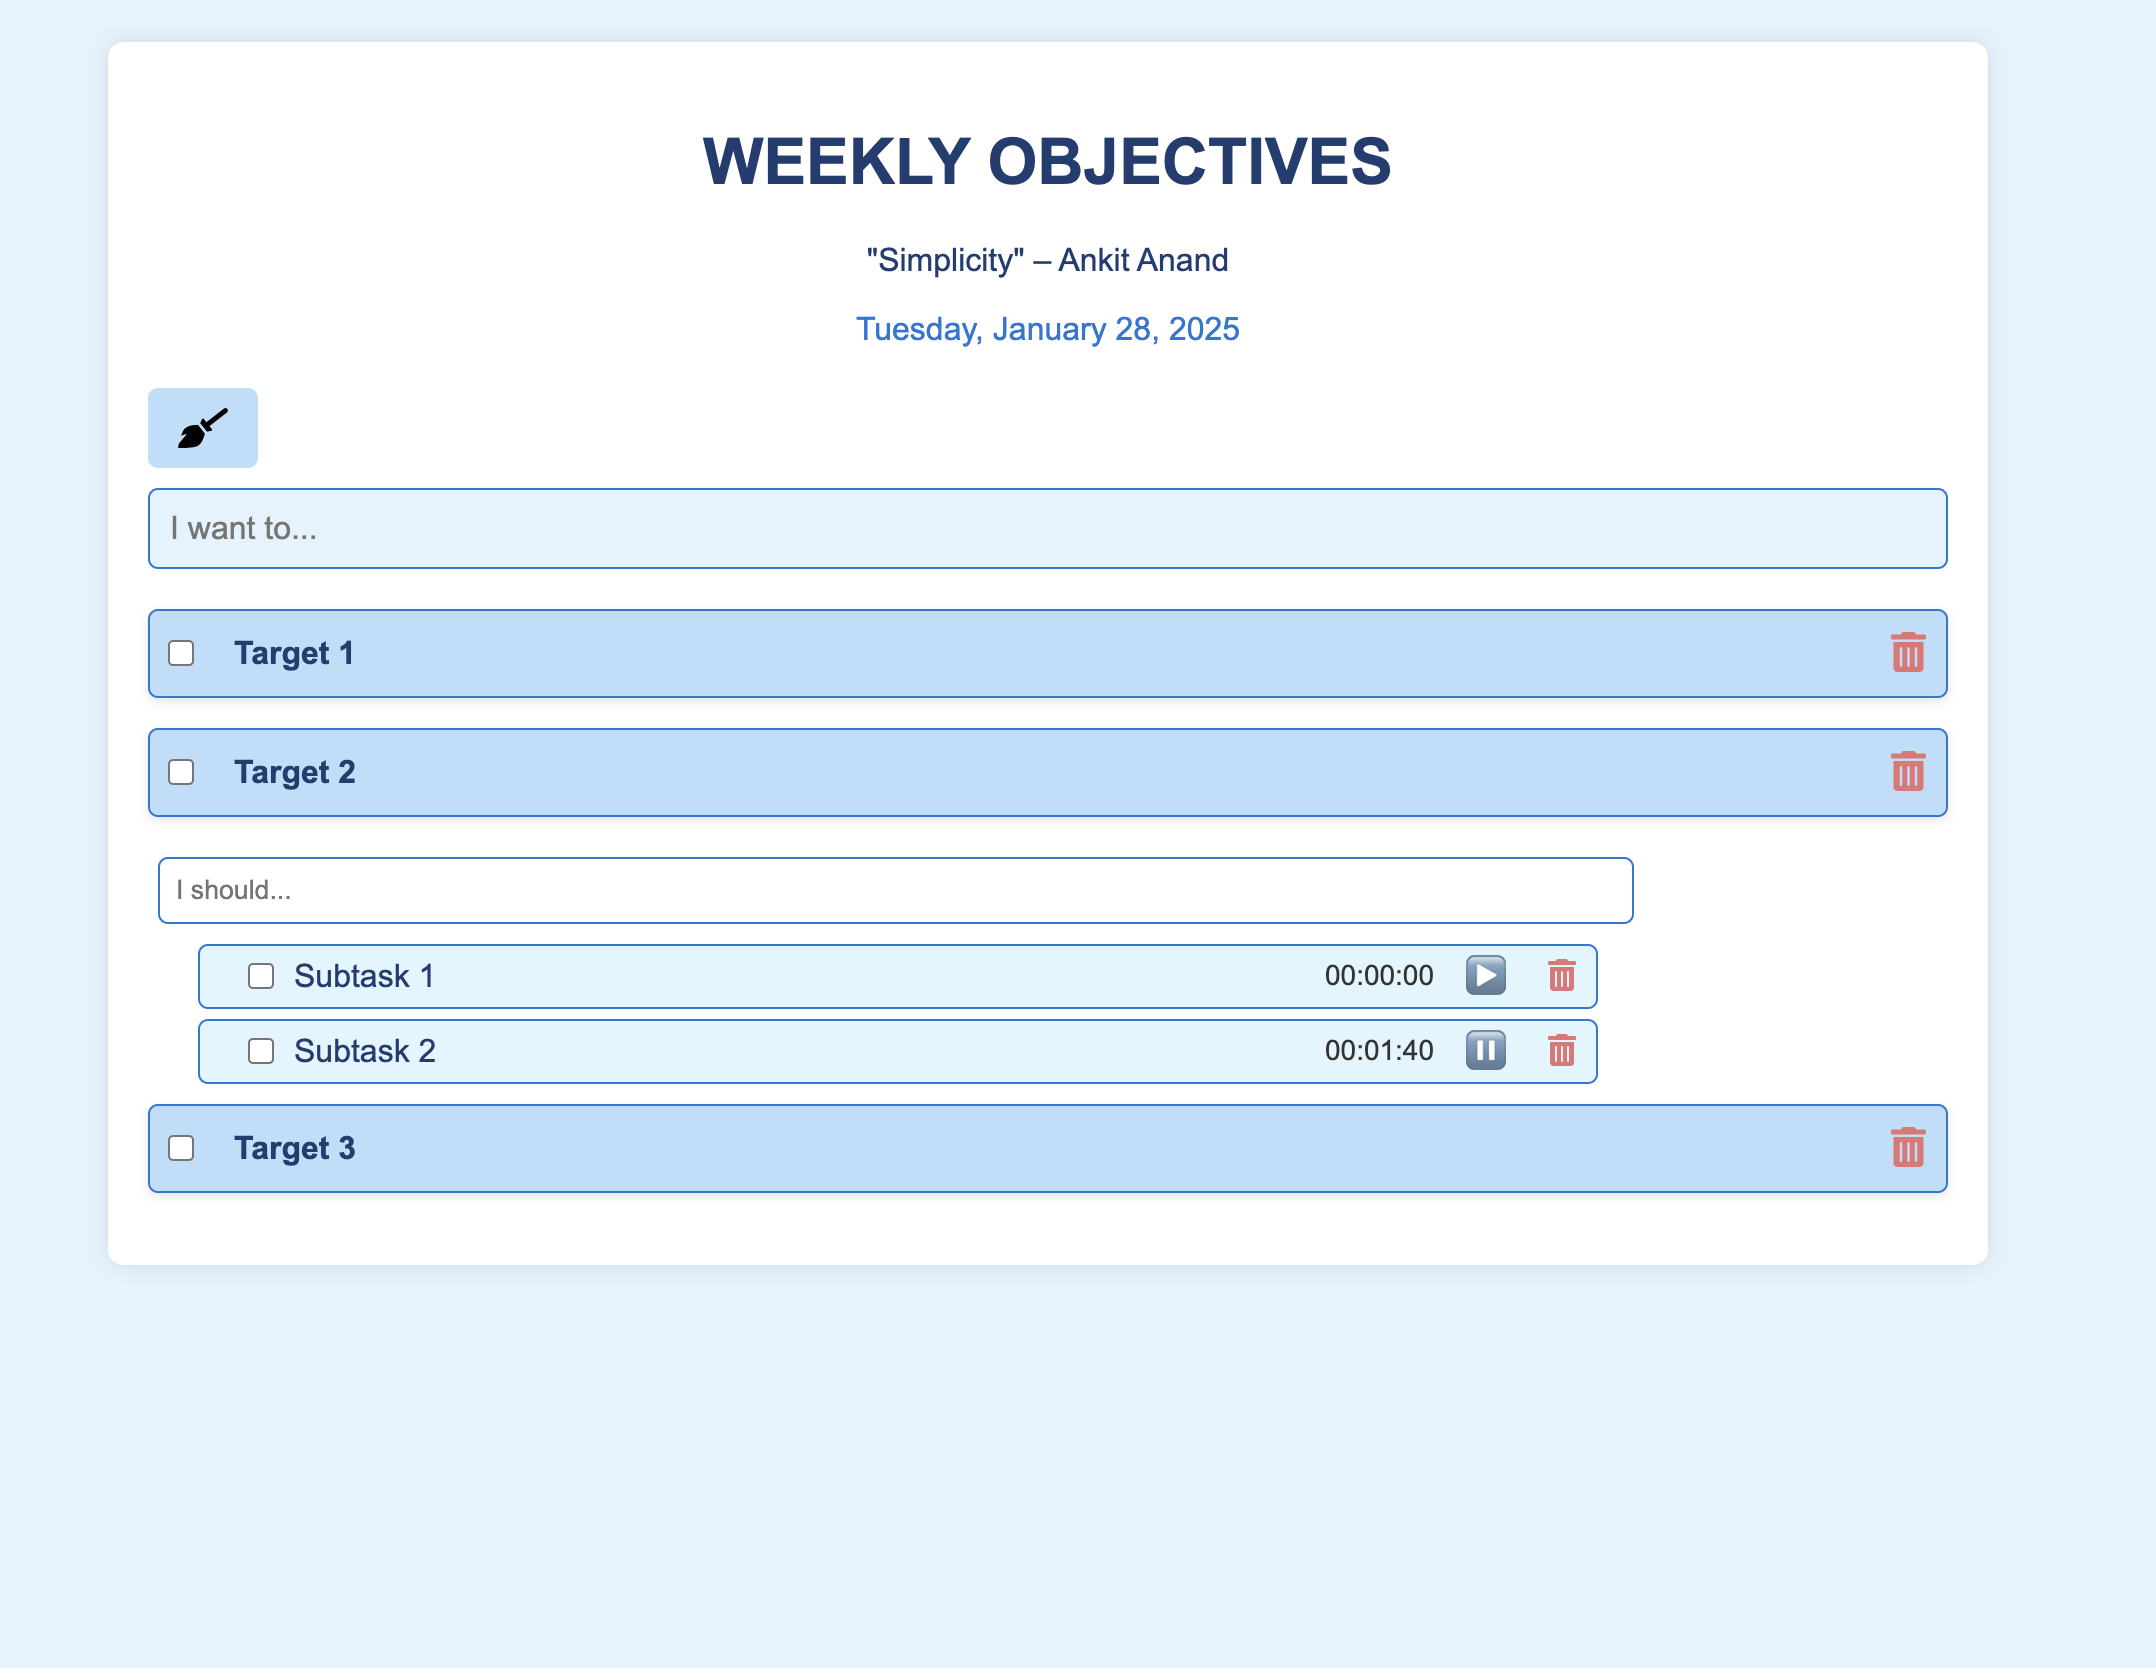 WEEKLY OBJECTIVES
"Simplicity" – Ankit Anand
Tuesday, January 28, 2025
I want to...
Target 1
Target 2
I should...
Subtask 1 00:00:00
Subtask 2 00:01:40
Target 3